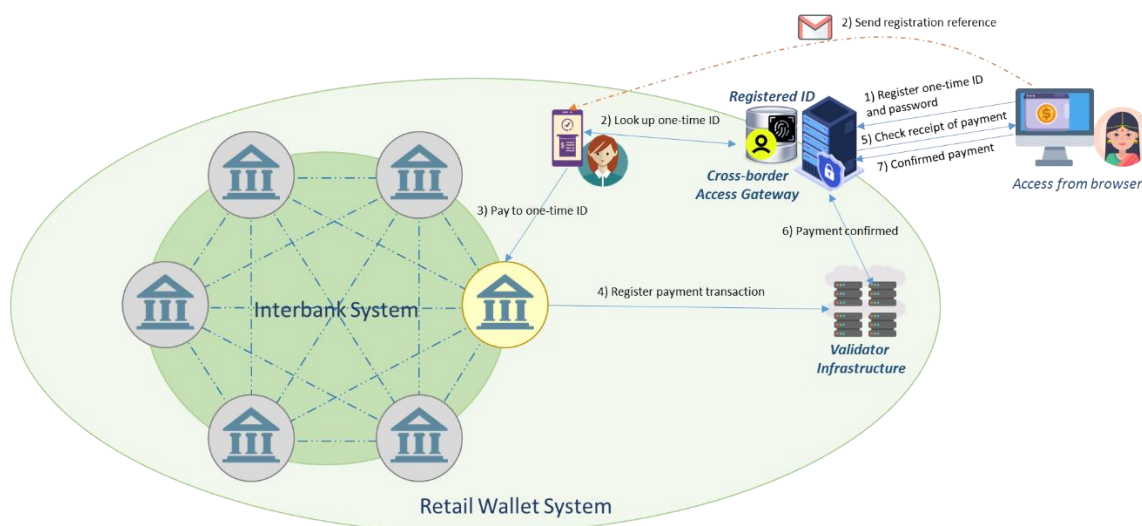 2) Send registration reference
Registered ID
1) Register one-time ID
and password
2) Look up one-time ID
5) Check receipt of payment
7) Confirmed payment
Cross-border
Access Gateway
Access from browser
3) Pay to one-time ID
6) Payment confirmed
4) Register payment transaction
Interbank System
Validator
Infrastructure
Retail Wallet System